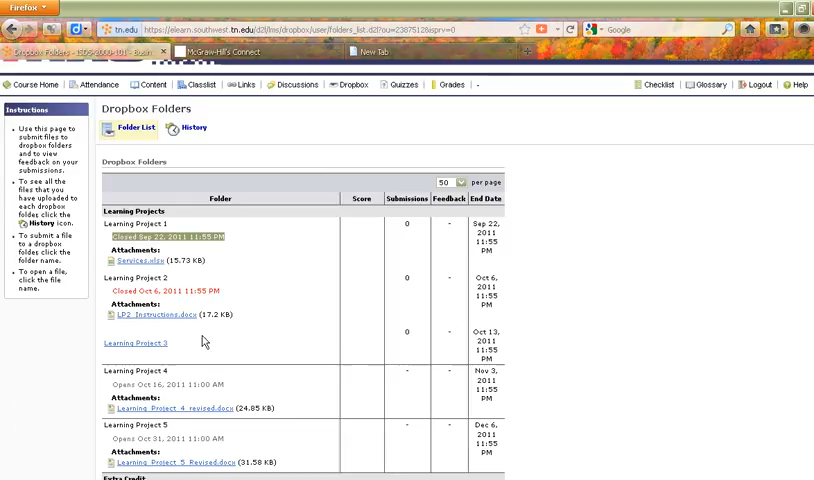 Firefox
tn.edu https://elearn.southwest.tn.edu/d2l/lms/dropbox/user/folders_list.d2l?ou=2387512&isprv=0
Google
Dropbox Folders - ISDS-3000-101 - Busin
McGraw-Hill's Connect
New Tab
Course Home Attendance Content Classlist Links Discussions Dropbox Quizzes Grades - Checklist Glossary Logout Help
Instructions
Use this page to
submit files to
dropbox folders
and to view
feedback on your
submissions.
To see all the
files that you
have uploaded to
each dropbox
folder, click the
History icon.
To submit a file
to a dropbox
folder click the
folder name.
To open a file,
click the file
name.
Dropbox Folders
Folder List History
Dropbox Folders
50 per page
Folder Score Submissions Feedback End Date
Learning Projects
Learning Project 1
Closed Sep 22, 2011 11:55 PM
Attachments:
Services.xlsx (15.73 KB)
0 - Sep 22,
2011
11:55
PM
Learning Project 2
Closed Oct 6, 2011 11:55 PM
Attachments:
LP2_Instructions.docx (17.2 KB)
0 - Oct 6,
2011
11:55
PM
Learning Project 3
0 - Oct 13,
2011
11:55
PM
Learning Project 4
Opens Oct 16, 2011 11:00 AM
Attachments:
Learning_Project_4_revised.docx (24.85 KB)
- - Nov 3,
2011
11:55
PM
Learning Project 5
Opens Oct 31, 2011 11:00 AM
Attachments:
Learning_Project_5_Revised.docx (31.58 KB)
- - Dec 6,
2011
11:55
PM
Extra Credit